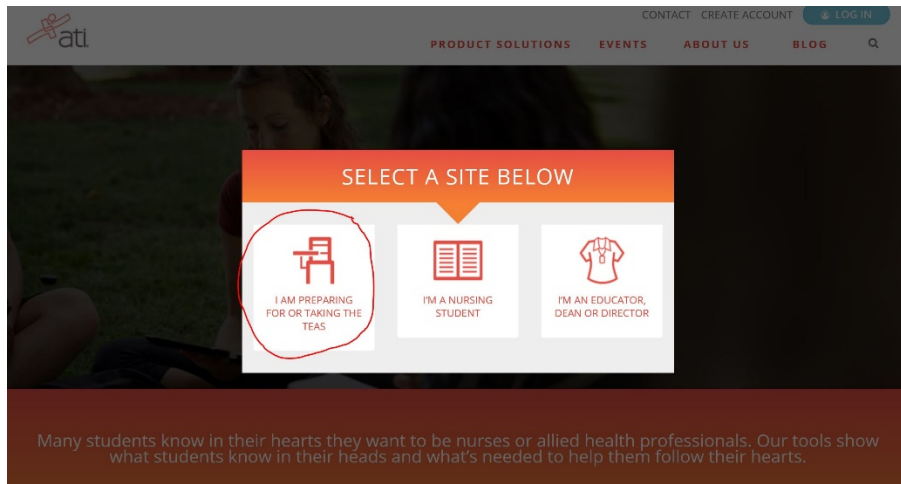 CONTACT CREATE ACCOUNT LOG IN
ati
PRODUCT SOLUTIONS EVENTS ABOUT US BLOG
SELECT A SITE BELOW
I AM PREPARING
FOR OR TAKING THE
TEAS
I'M A NURSING
STUDENT
I'M AN EDUCATOR,
DEAN OR DIRECTOR
Many students know in their hearts they want to be nurses or allied health professionals. Our tools show
what students know in their heads and what's needed to help them follow their hearts.